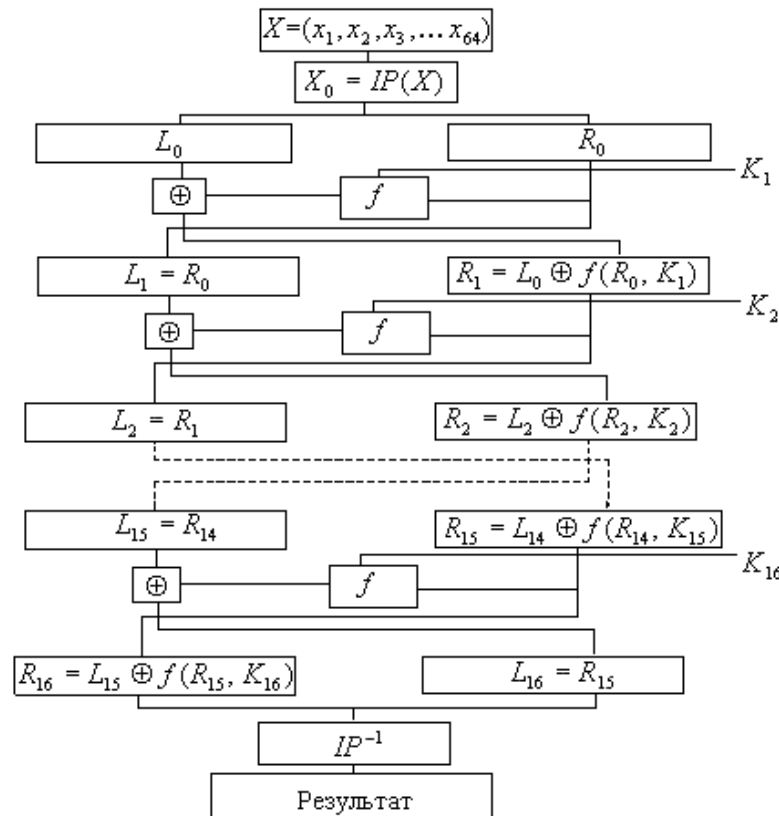 X=(x₁, x₂, x₃, …x₆₄)
X₀ = IP(X)
L₀
R₀
K₁
⊕
f
L₁ = R₀
R₁ = L₀ ⊕ f(R₀, K₁)
K₂
⊕
f
L₂ = R₁
R₂ = L₂ ⊕ f(R₂, K₂)
L₁₅ = R₁₄
R₁₅ = L₁₄ ⊕ f(R₁₄, K₁₅)
K₁₆
⊕
f
R₁₆ = L₁₅ ⊕ f(R₁₅, K₁₆)
L₁₆ = R₁₅
IP⁻¹
Результат